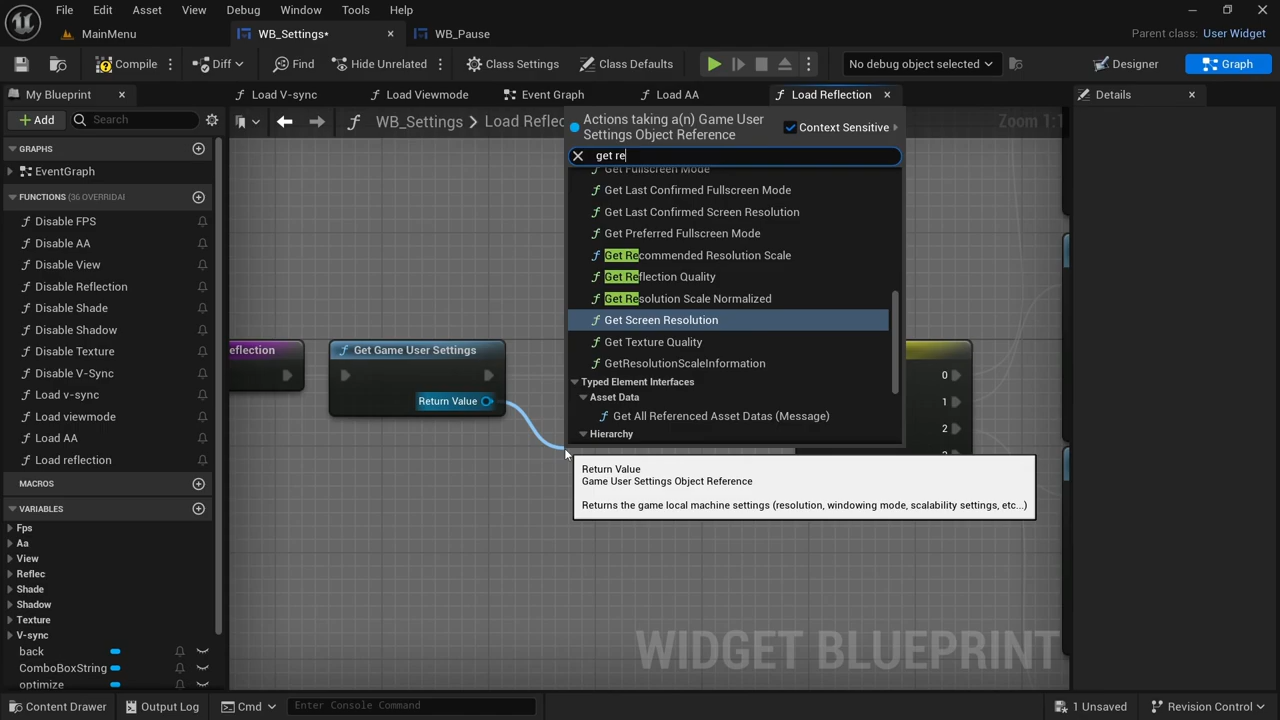 File Edit Asset View Debug Window Tools Help
MainMenu WB_Settings* WB_Pause
Parent class: User Widget
Compile Diff Find Hide Unrelated Class Settings Class Defaults No debug object selected Designer Graph
My Blueprint Load V-sync Load Viewmode Event Graph Load AA Load Reflection Details
Add Search WB_Settings > Load Reflec Zoom 1:1
Actions taking a(n) Game User
Settings Object Reference
Context Sensitive
get re
GRAPHS
EventGraph
FUNCTIONS (36 OVERRIDAI
Disable FPS
Disable AA
Disable View
Disable Reflection
Disable Shade
Disable Shadow
Disable Texture
Disable V-Sync
Load v-sync
Load viewmode
Load AA
Load reflection
MACROS
VARIABLES
Fps
Aa
View
Reflec
Shade
Shadow
Texture
V-sync
back
ComboBoxString
optimize
Get Fullscreen Mode
Get Last Confirmed Fullscreen Mode
Get Last Confirmed Screen Resolution
Get Preferred Fullscreen Mode
Get Recommended Resolution Scale
Get Reflection Quality
Get Resolution Scale Normalized
Get Screen Resolution
Get Texture Quality
GetResolutionScaleInformation
Typed Element Interfaces
Asset Data
Get All Referenced Asset Datas (Message)
Hierarchy
eflection
Get Game User Settings
Return Value
0
1
2
Return Value
Game User Settings Object Reference
Returns the game local machine settings (resolution, windowing mode, scalability settings, etc...)
WIDGET BLUEPRINT
Content Drawer Output Log Cmd Enter Console Command 1 Unsaved Revision Control